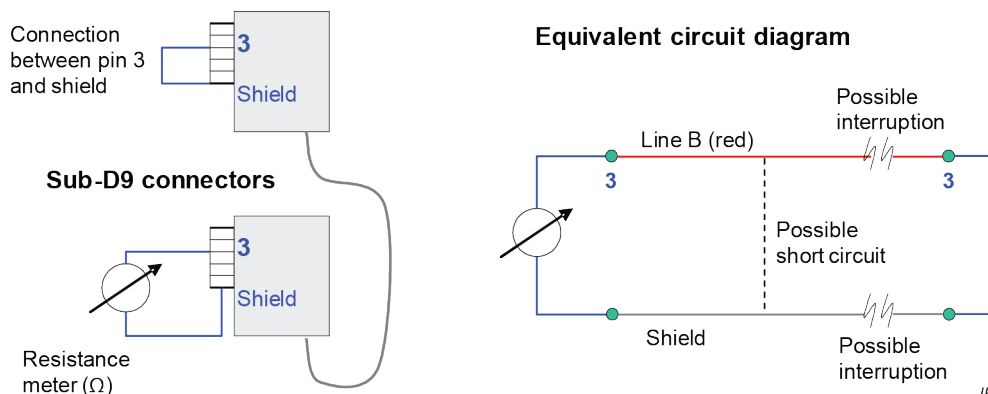 Connection
between pin 3
and shield
3
Shield
Sub-D9 connectors
3
Shield
Resistance
meter (Ω)
Equivalent circuit diagram
Possible
interruption
Line B (red)
3
3
Possible
short circuit
Shield
Possible
interruption